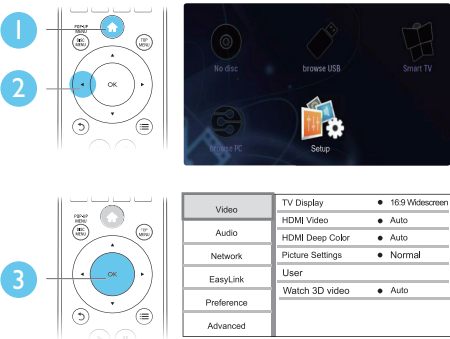 1
POP-UP
MENU
DISC
MENU
TOP
MENU
2
OK
No disc
browse USB
Smart TV
browse PC
Setup
POP-UP
MENU
DISC
MENU
TOP
MENU
3
OK
Video
Audio
Network
EasyLink
Preference
Advanced
TV Display ● 16:9 Widescreen
HDMI Video ● Auto
HDMI Deep Color ● Auto
Picture Settings ● Normal
User
Watch 3D video ● Auto